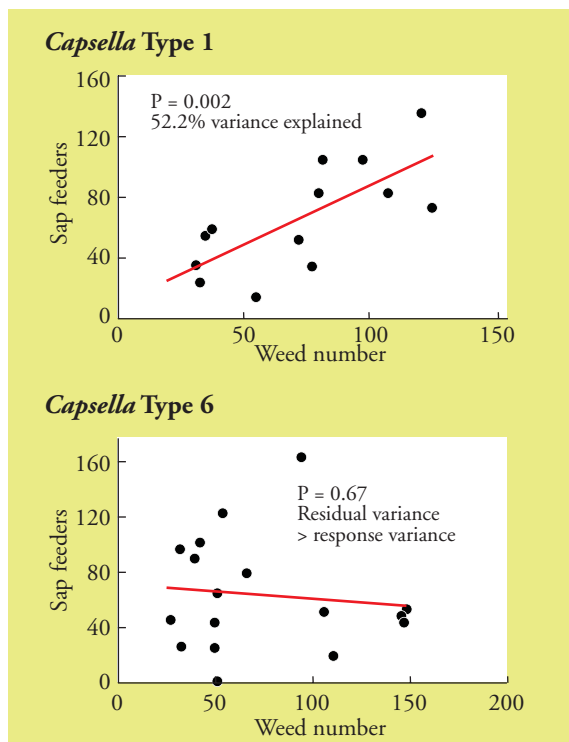 Capsella Type 1
160
P = 0.002
52.2% variance explained
120
Sap feeders
80
40
0
0 50 100 150
Weed number
Capsella Type 6
160
P = 0.67
Residual variance
> response variance
120
Sap feeders
80
40
0
0 50 100 150 200
Weed number